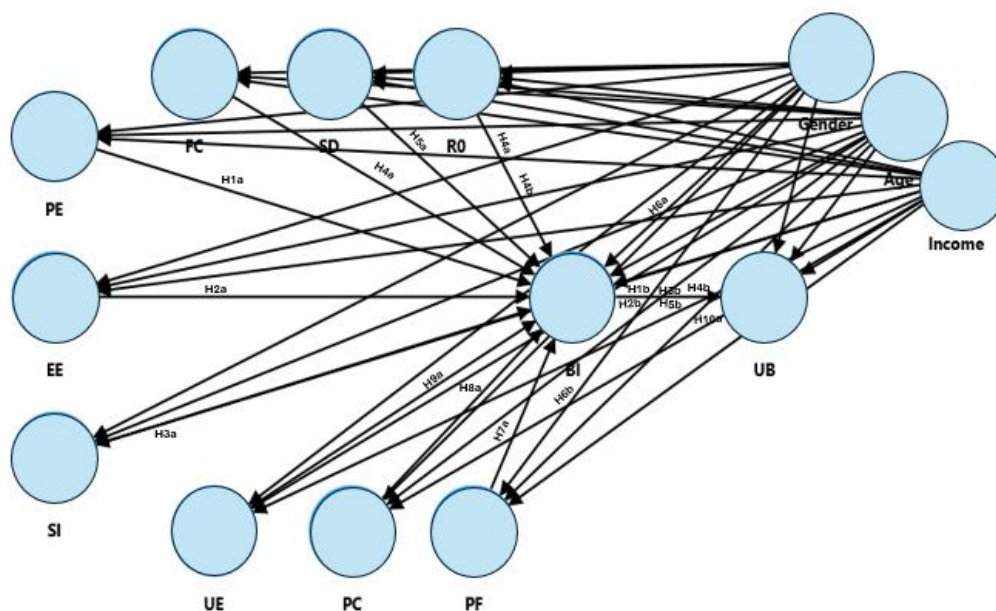 Gender
FC
SD
R0
H5a
H4a
H4a
H1a
H4b
Age
PE
H6a
Income
H2a
H1b
H3b
H4b
H2b
H5b
H10a
EE
BI
UB
H9a
H8a
H6b
H3a
H7a
SI
UE
PC
PF